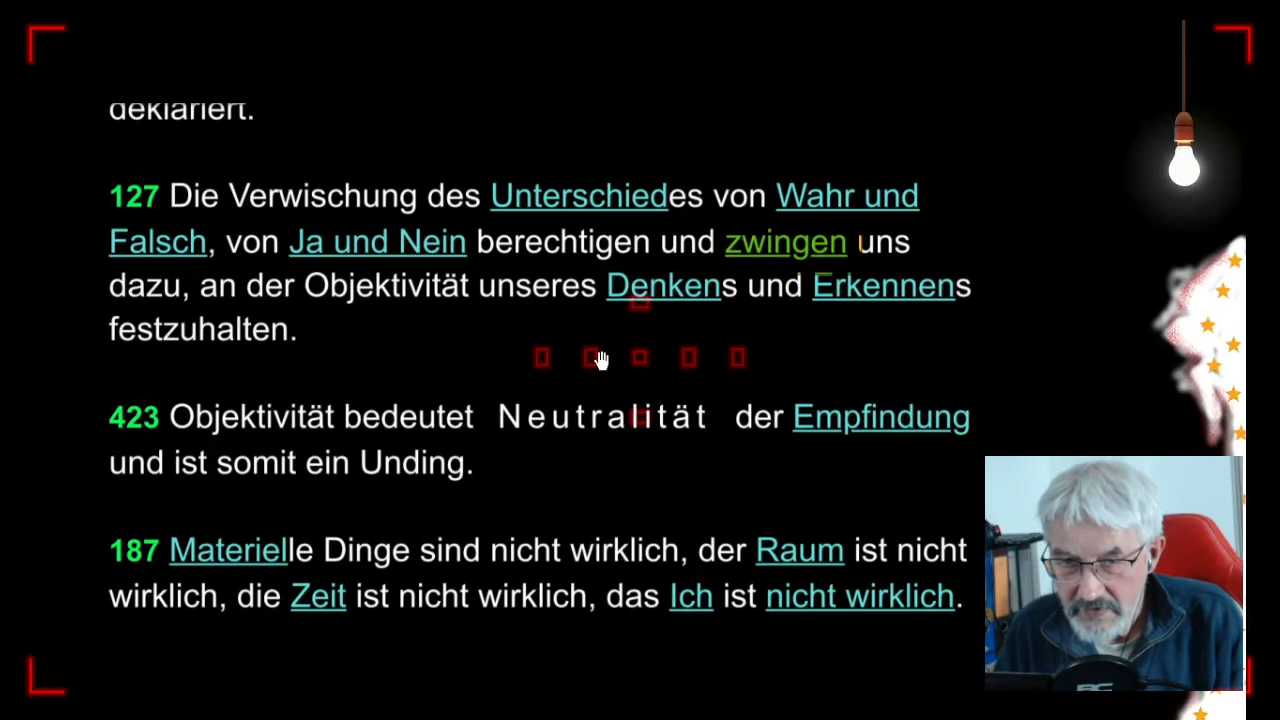 deklariert.
127 Die Verwischung des Unterschiedes von Wahr und
Falsch, von Ja und Nein berechtigen und zwingen uns
dazu, an der Objektivität unseres Denkens und Erkennens
festzuhalten.
423 Objektivität bedeutet Neutralität der Empfindung
und ist somit ein Unding.
187 Materielle Dinge sind nicht wirklich, der Raum ist nicht
wirklich, die Zeit ist nicht wirklich, das Ich ist nicht wirklich.